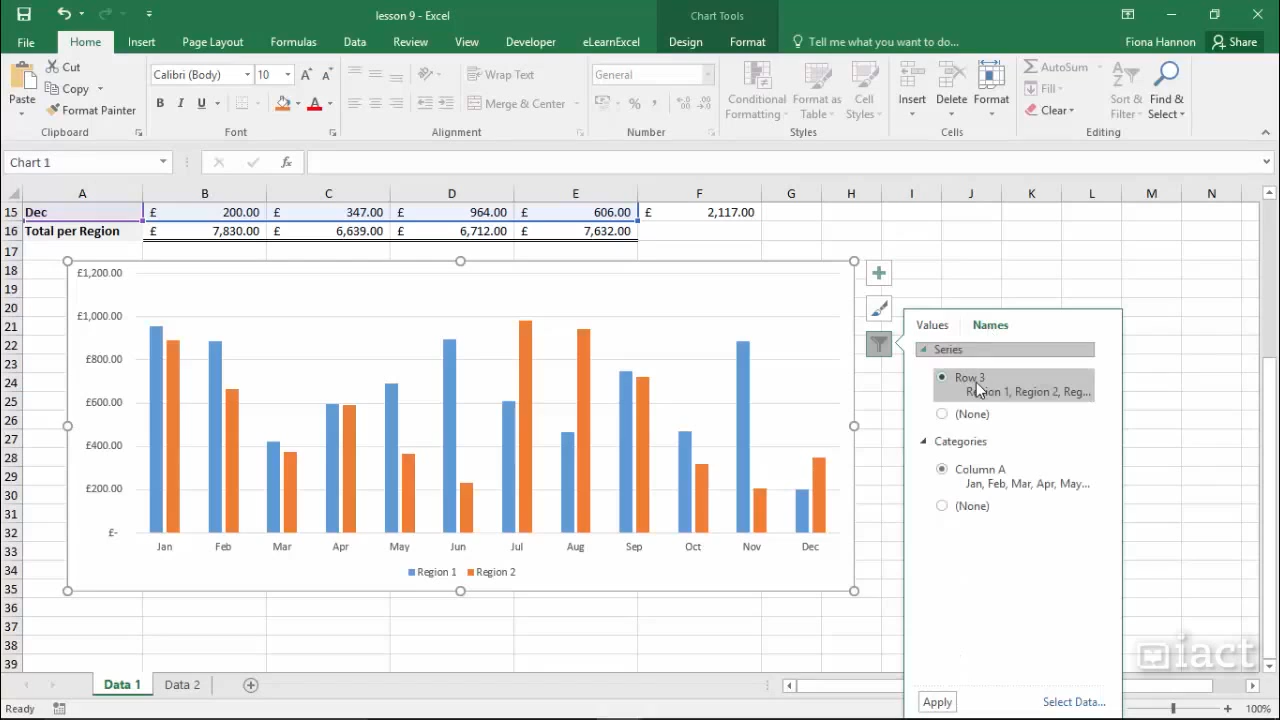 lesson 9 - Excel
Chart Tools
File Home Insert Page Layout Formulas Data Review View Developer eLearnExcel Design Format Tell me what you want to do... Fiona Hannon Share
Paste
Cut
Copy
Format Painter
Clipboard
Calibri (Body) 10
B I U
Font
Wrap Text
Merge & Center
Alignment
General
%
Number
Conditional Formatting
Format as Table
Cell Styles
Styles
Insert
Delete
Format
Cells
AutoSum
Fill
Clear
Sort & Filter
Find & Select
Editing
Chart 1
fx
A B C D E F G H I J K L M N
15 Dec £ 200.00 £ 347.00 £ 964.00 £ 606.00 £ 2,117.00
16 Total per Region £ 7,830.00 £ 6,639.00 £ 6,712.00 £ 7,632.00
17
18
19
20
21
22
23
24
25
26
27
28
29
30
31
32
33
34
35
36
37
38
39
£1,200.00
£1,000.00
£800.00
£600.00
£400.00
£200.00
£-
Jan Feb Mar Apr May Jun Jul Aug Sep Oct Nov Dec
Region 1 Region 2
Values Names
Series
Row 3
Region 1, Region 2, Reg...
(None)
Categories
Column A
Jan, Feb, Mar, Apr, May...
(None)
Apply Select Data...
iact
Data 1 Data 2
Ready
100%